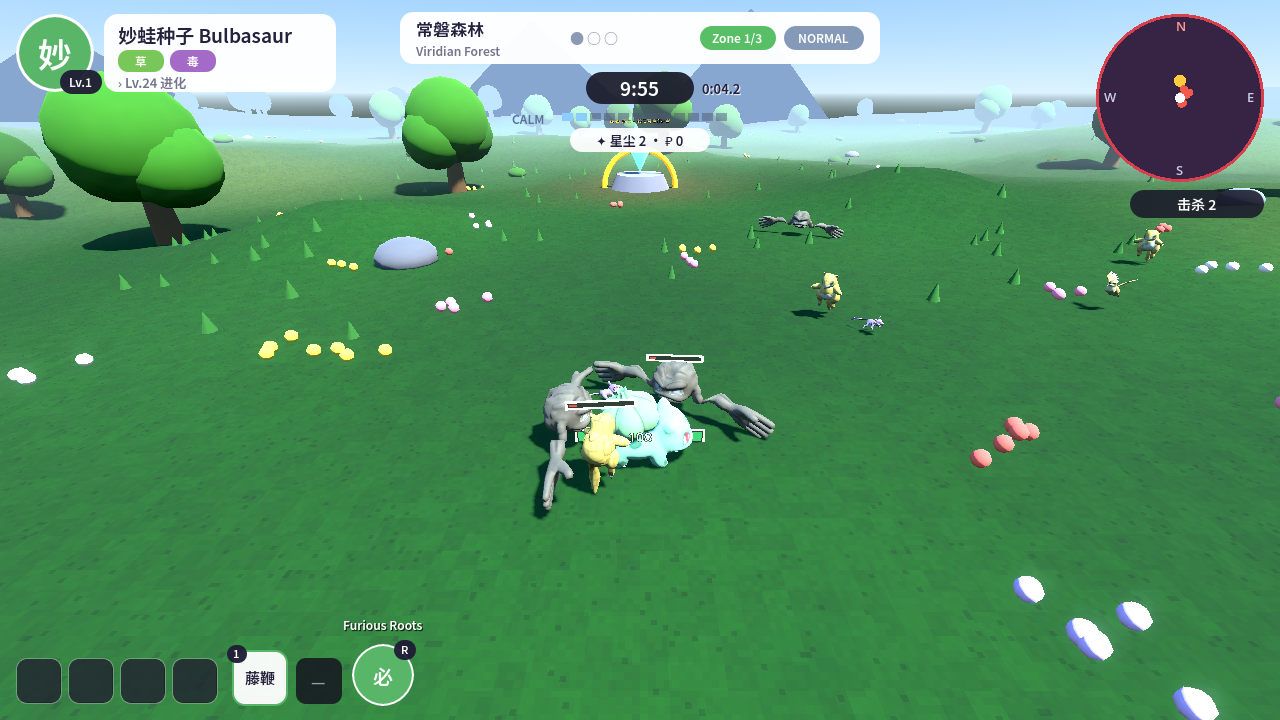 妙
Lv.1
妙蛙种子 Bulbasaur
草
毒
› Lv.24 进化
常磐森林
Viridian Forest
Zone 1/3
NORMAL
9:55
0:04.2
CALM
✦ 星尘 2 · ₽ 0
N
W
E
S
击杀 2
108
Furious Roots
1
藤鞭
—
必
R